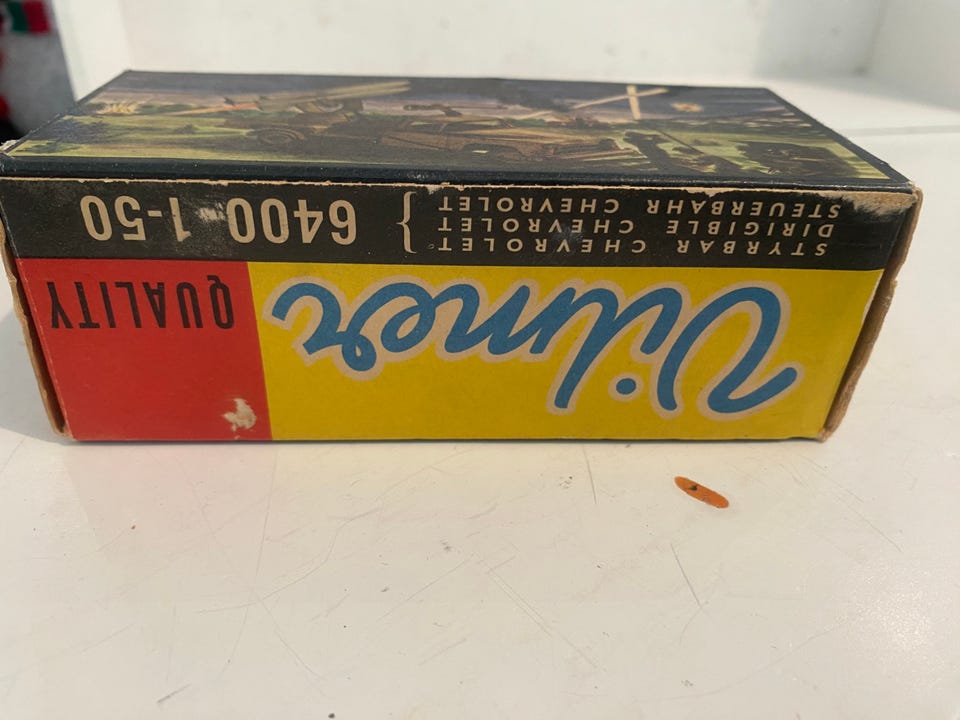 Vilmer
QUALITY
STYRBAR CHEVROLET
DIRIGIBLE CHEVROLET
STEUERBAHR CHEVROLET
} 6400 1-50